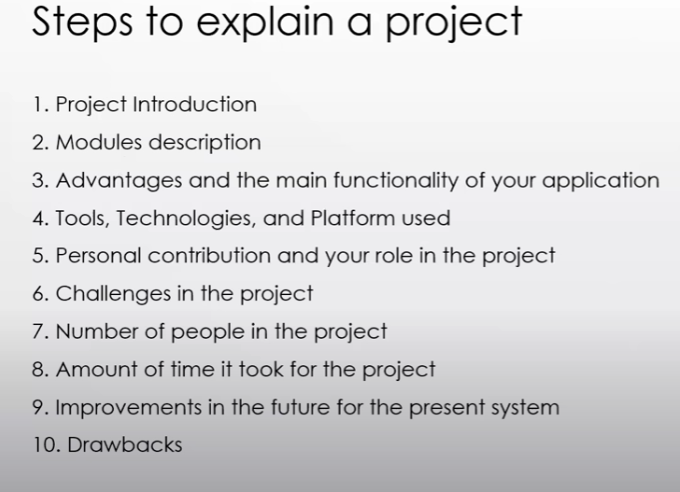 Steps to explain a project
1. Project Introduction
2. Modules description
3. Advantages and the main functionality of your application
4. Tools, Technologies, and Platform used
5. Personal contribution and your role in the project
6. Challenges in the project
7. Number of people in the project
8. Amount of time it took for the project
9. Improvements in the future for the present system
10. Drawbacks